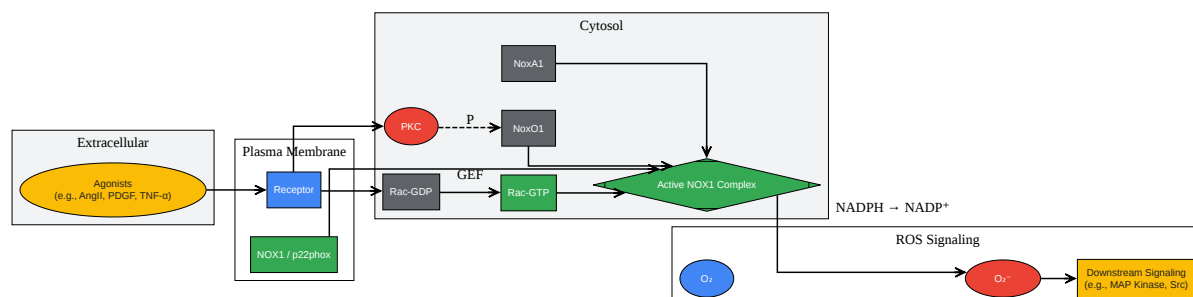 Cytosol
NoxA1
PKC
P
NoxO1
Extracellular
Agonists
(e.g., AngII, PDGF, TNF-α)
Plasma Membrane
Receptor
NOX1 / p22phox
Rac-GDP
GEF
Rac-GTP
Active NOX1 Complex
NADPH → NADP⁺
ROS Signaling
O₂
O₂⁻
Downstream Signaling
(e.g., MAP Kinase, Src)